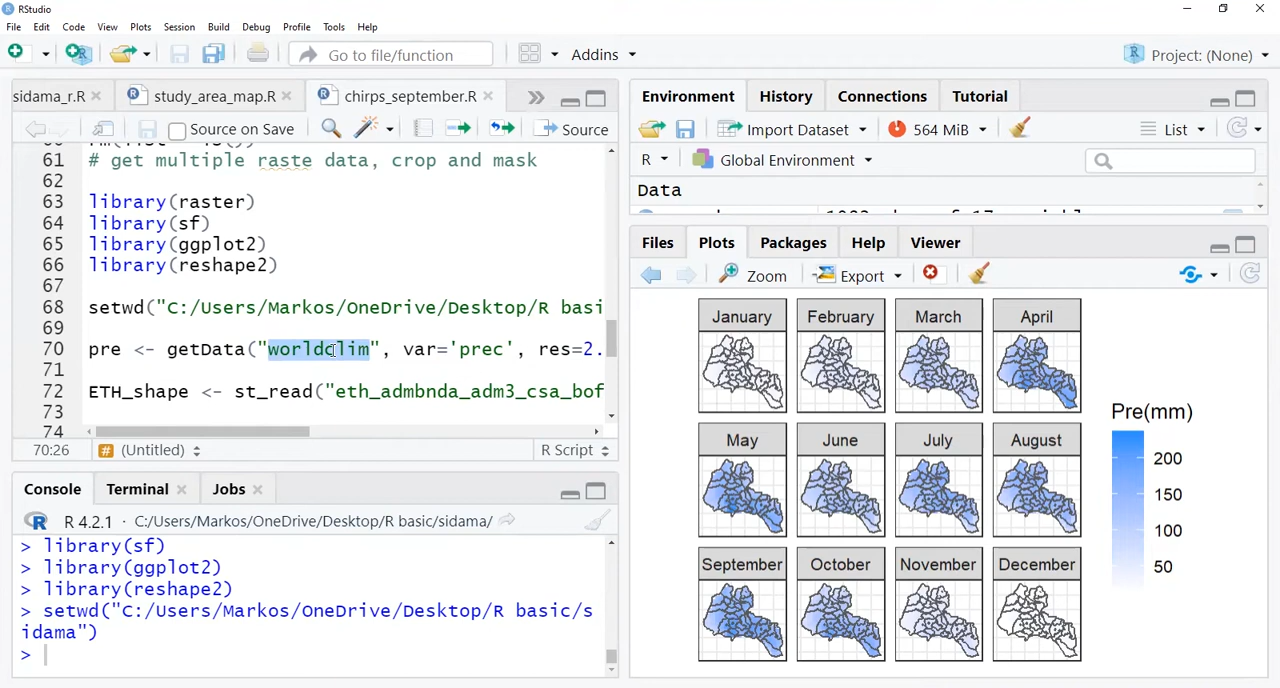 RStudio
File Edit Code View Plots Session Build Debug Profile Tools Help
Go to file/function Addins Project: (None)
sidama_r.R study_area_map.R chirps_september.R
Source on Save Source
61 # get multiple raste data, crop and mask
62
63 library(raster)
64 library(sf)
65 library(ggplot2)
66 library(reshape2)
67
68 setwd("C:/Users/Markos/OneDrive/Desktop/R basi
69
70 pre <- getData("worldclim", var='prec', res=2.
71
72 ETH_shape <- st_read("eth_admbnda_adm3_csa_bof
73
74
70:26 # (Untitled) R Script
Console Terminal Jobs
R 4.2.1 · C:/Users/Markos/OneDrive/Desktop/R basic/sidama/
> library(sf)
> library(ggplot2)
> library(reshape2)
> setwd("C:/Users/Markos/OneDrive/Desktop/R basic/s
idama")
>
Environment History Connections Tutorial
Import Dataset 564 MiB List
R Global Environment
Data
Files Plots Packages Help Viewer
Zoom Export
January February March April
May June July August
September October November December
Pre(mm)
200
150
100
50